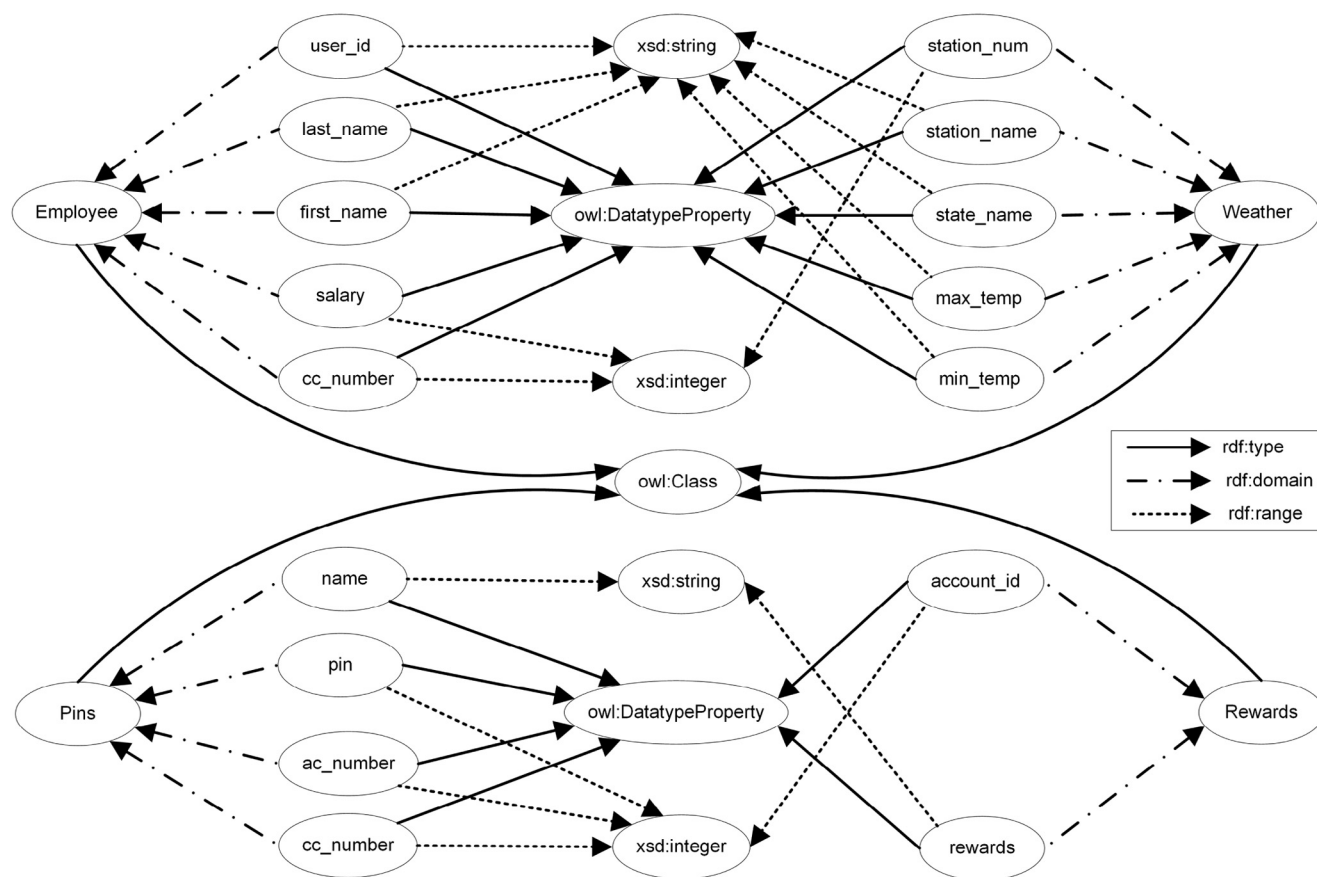 user_id
xsd:string
station_num
last_name
station_name
Employee
first_name
owl:DatatypeProperty
state_name
Weather
salary
max_temp
cc_number
xsd:integer
min_temp
owl:Class
rdf:type
rdf:domain
rdf:range
name
xsd:string
account_id
pin
Pins
owl:DatatypeProperty
Rewards
ac_number
cc_number
xsd:integer
rewards